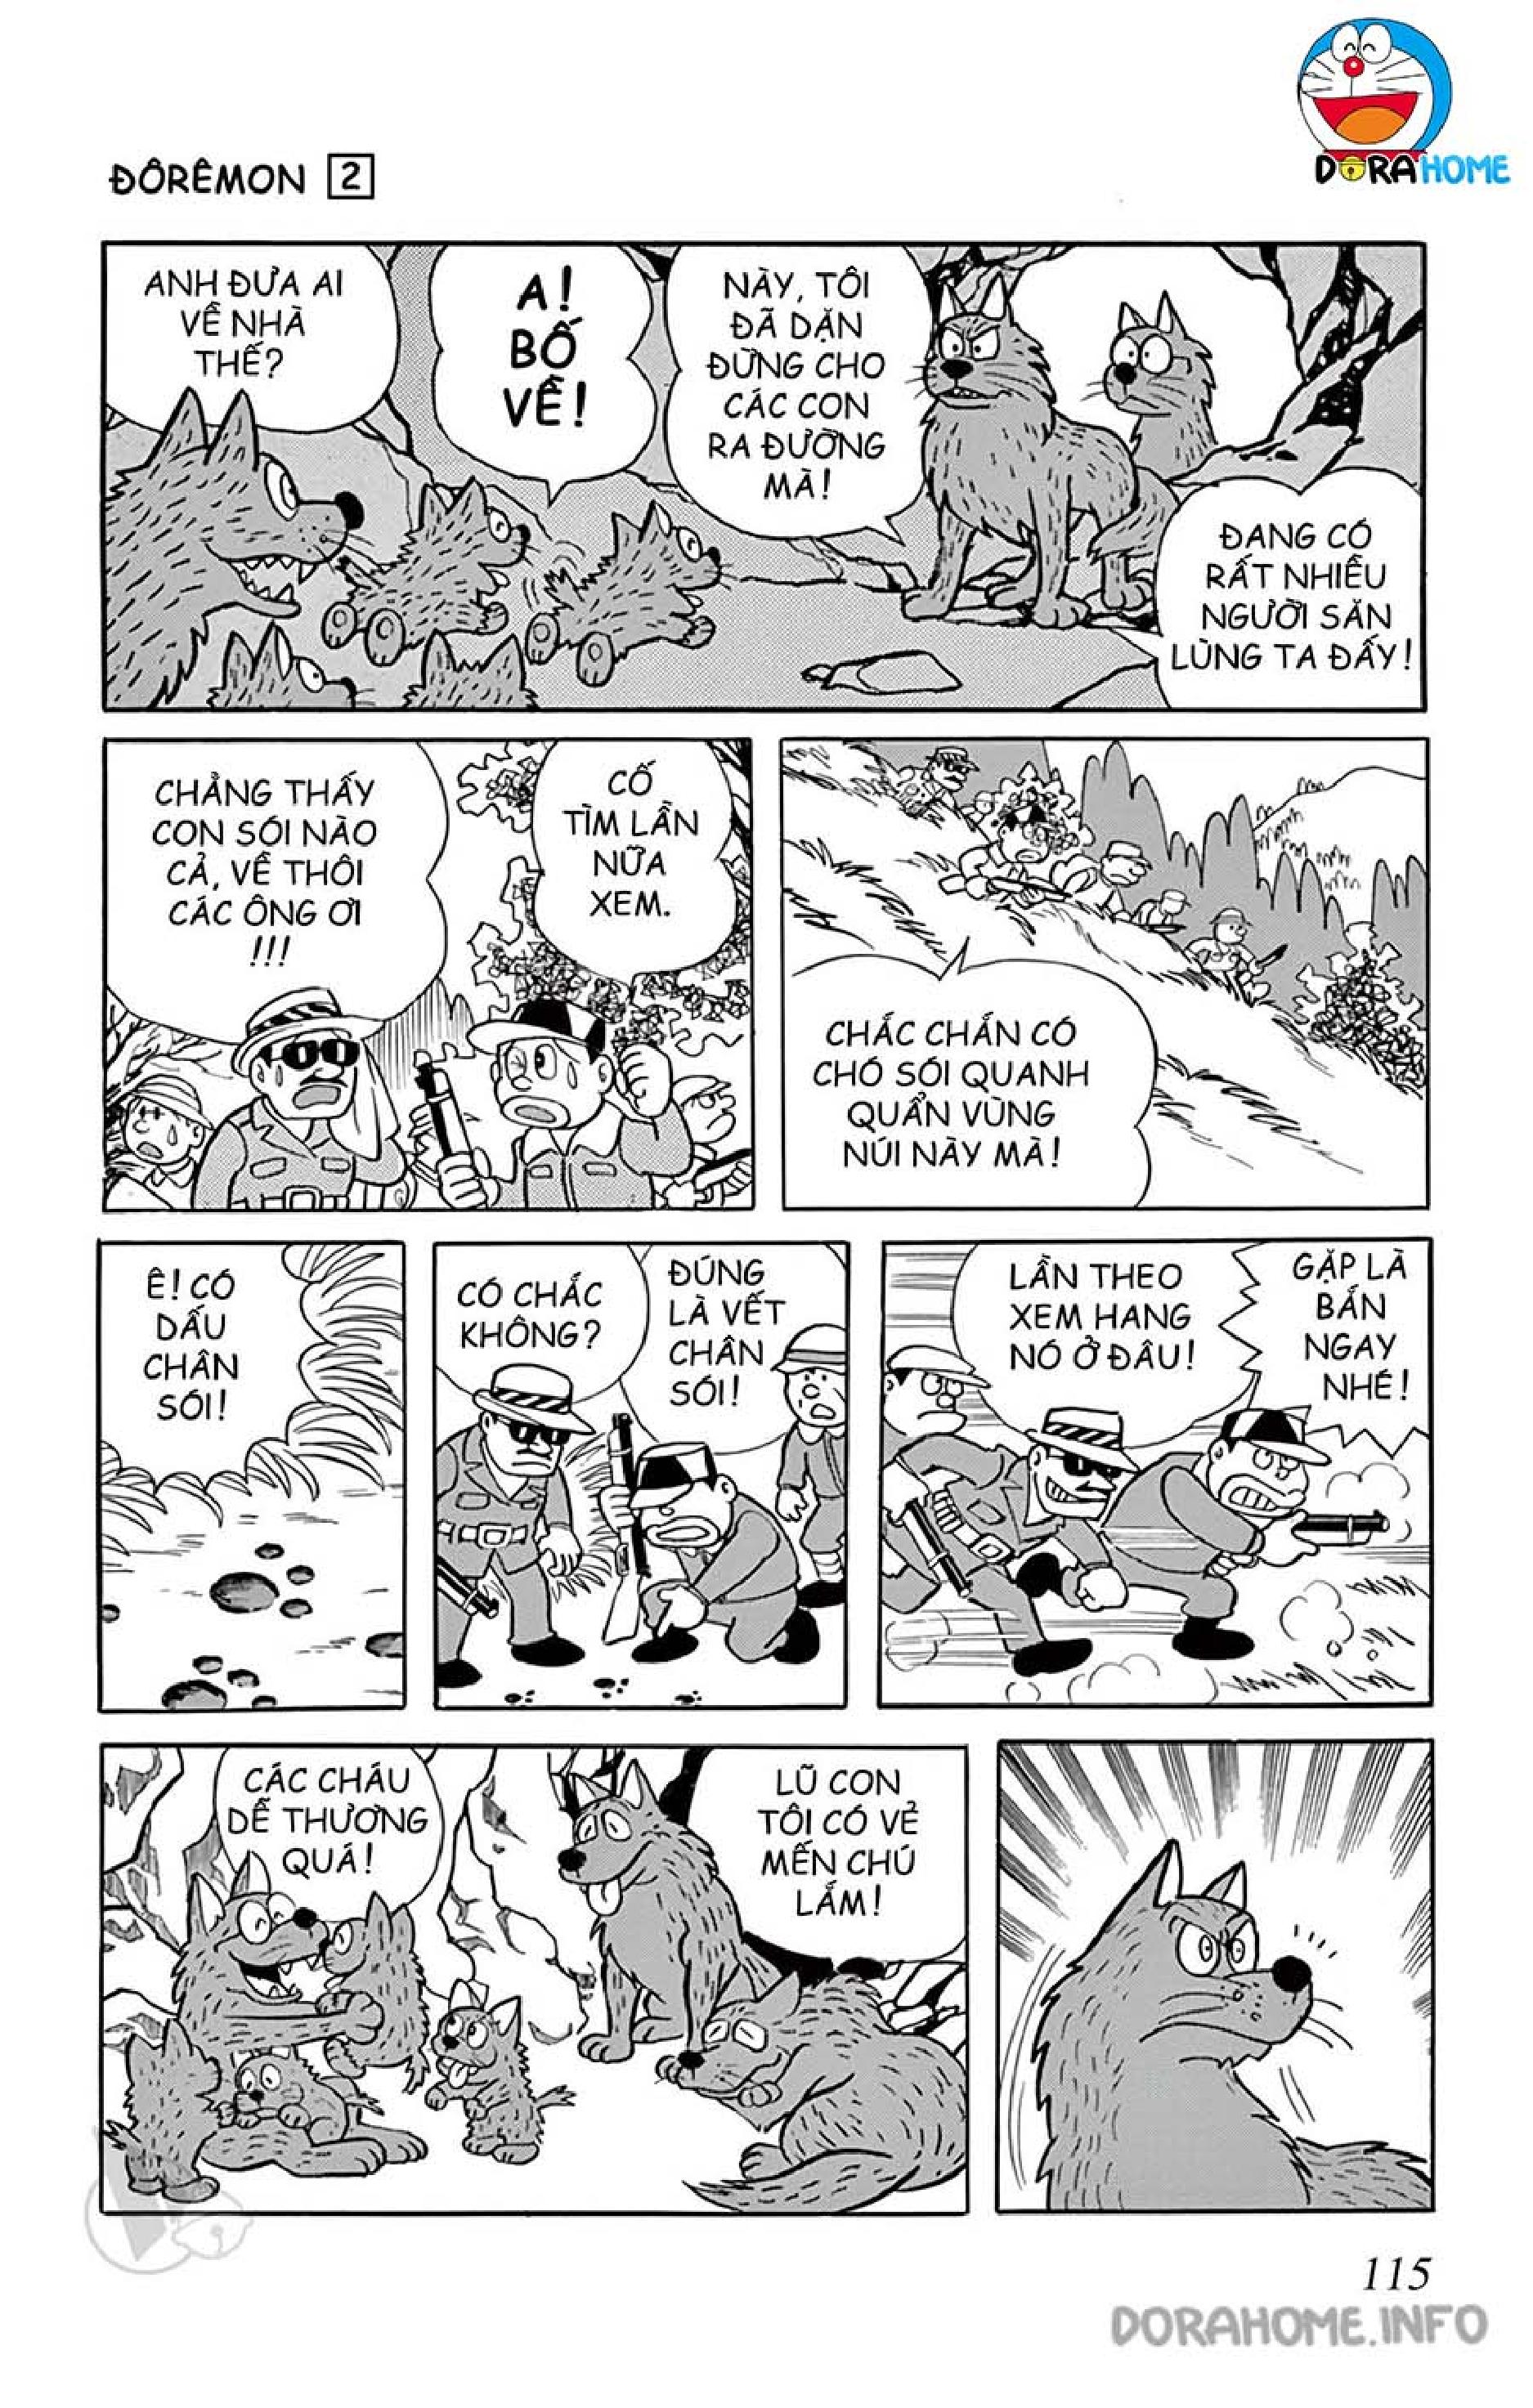 DORAHOME
ĐÔRÊMON 2
ANH ĐƯA AI
VỀ NHÀ
THẾ?
A!
BỐ
VỀ!
NÀY, TÔI
ĐÃ DẶN
ĐỪNG CHO
CÁC CON
RA ĐƯỜNG
MÀ!
ĐANG CÓ
RẤT NHIỀU
NGƯỜI SĂN
LÙNG TA ĐẤY!
CHẲNG THẤY
CON SÓI NÀO
CẢ, VỀ THÔI
CÁC ÔNG ƠI
!!!
CỐ
TÌM LẦN
NỮA
XEM.
CHẮC CHẮN CÓ
CHÓ SÓI QUANH
QUẨN VÙNG
NÚI NÀY MÀ!
Ê! CÓ
DẤU
CHÂN
SÓI!
CÓ CHẮC
KHÔNG?
ĐÚNG
LÀ VẾT
CHÂN
SÓI!
LẦN THEO
XEM HANG
NÓ Ở ĐÂU!
GẶP LÀ
BẮN
NGAY
NHÉ!
CÁC CHÁU
DỄ THƯƠNG
QUÁ!
LŨ CON
TÔI CÓ VẺ
MẾN CHÚ
LẮM!
115
DORAHOME.INFO